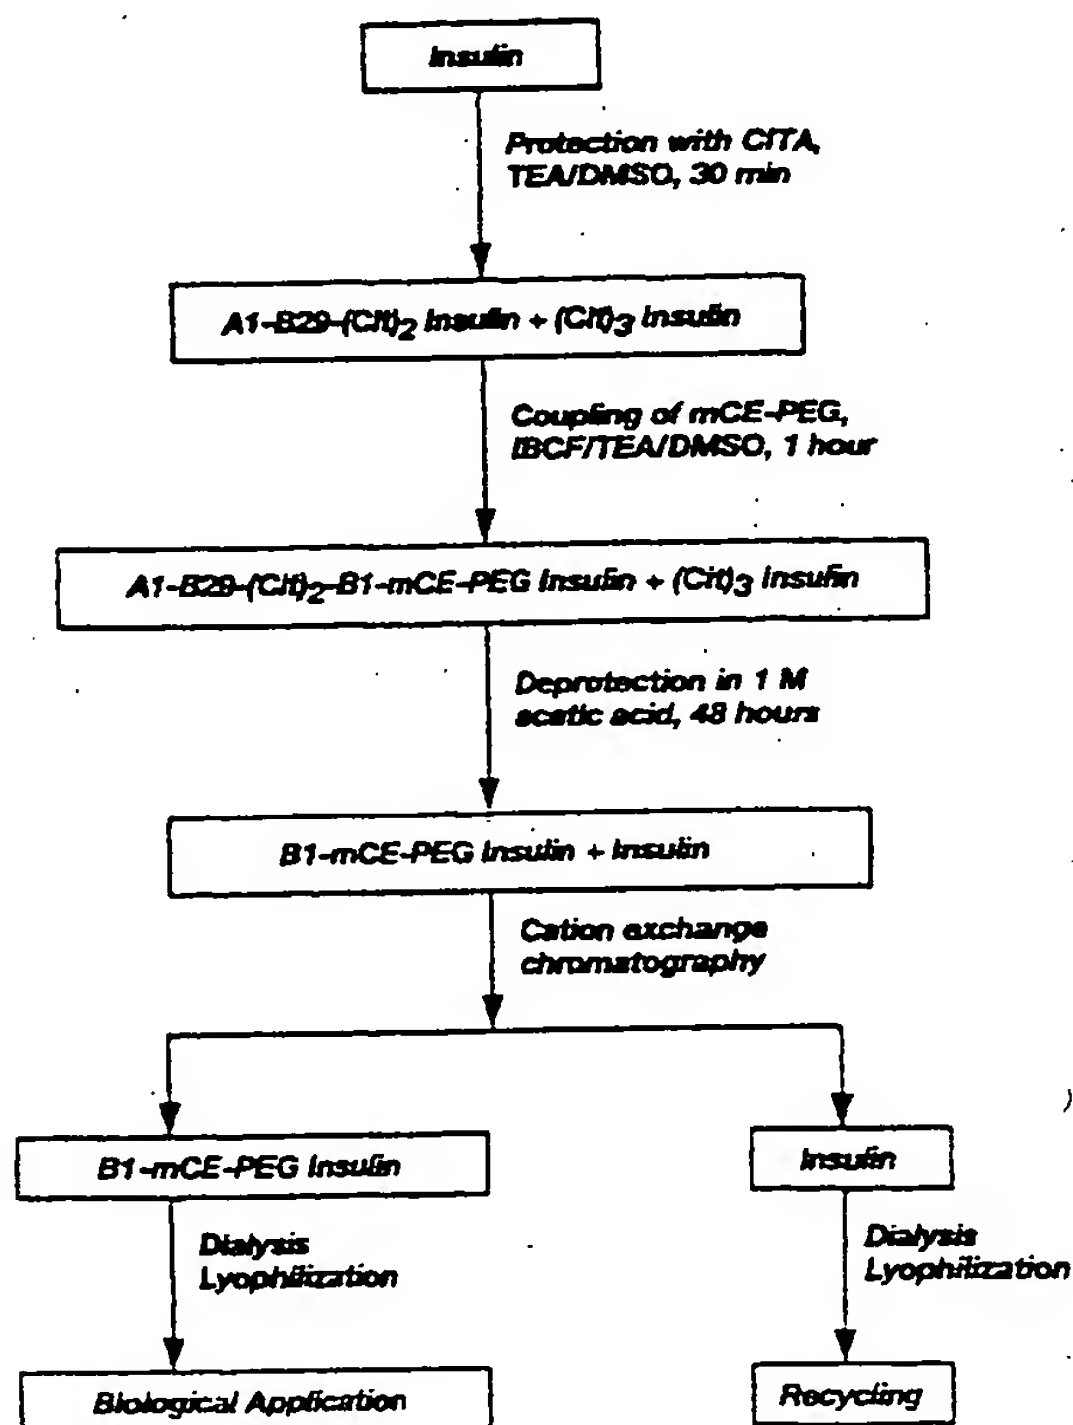 Insulin
Protection with CITA,
TEA/DMSO, 30 min
A1-B29-(Cit)2 Insulin + (Cit)3 Insulin
Coupling of mCE-PEG,
IBCF/TEA/DMSO, 1 hour
A1-B29-(Cit)2-B1-mCE-PEG Insulin + (Cit)3 Insulin
Deprotection in 1 M
acetic acid, 48 hours
B1-mCE-PEG Insulin + Insulin
Cation exchange
chromatography
B1-mCE-PEG Insulin
Insulin
Dialysis
Lyophilization
Dialysis
Lyophilization
Biological Application
Recycling